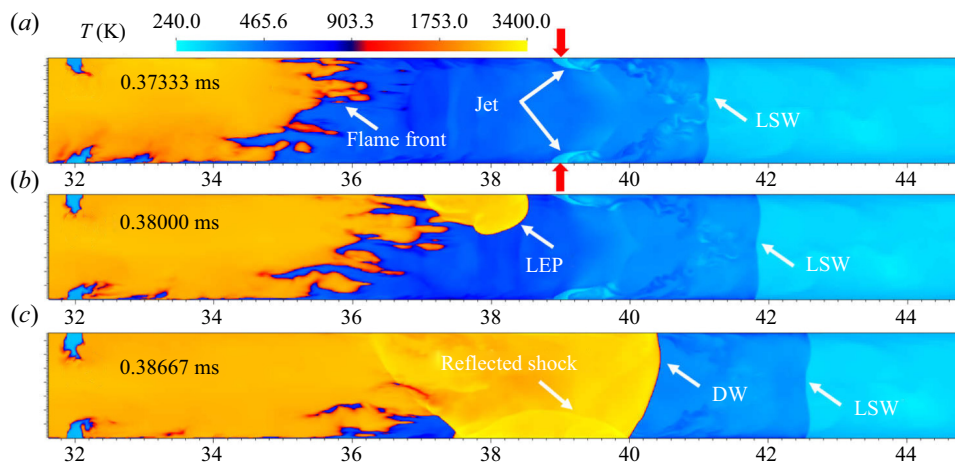 (a) T (K) 240.0 465.6 903.3 1753.0 3400.0
0.37333 ms
Jet
LSW
Flame front
32 34 36 38 40 42 44
(b)
0.38000 ms
LEP
LSW
32 34 36 38 40 42 44
(c)
Reflected shock
0.38667 ms
DW
LSW
32 34 36 38 40 42 44